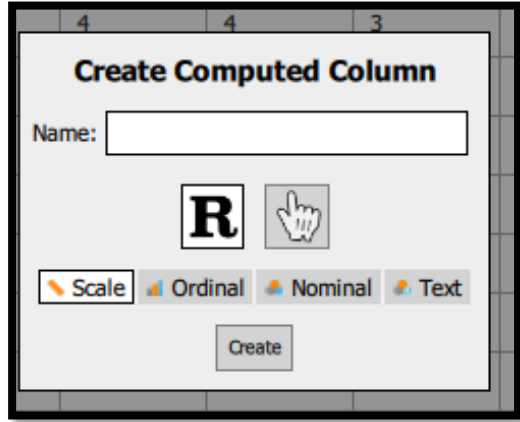 4 4 3
Create Computed Column
Name:
R
Scale Ordinal Nominal Text
Create